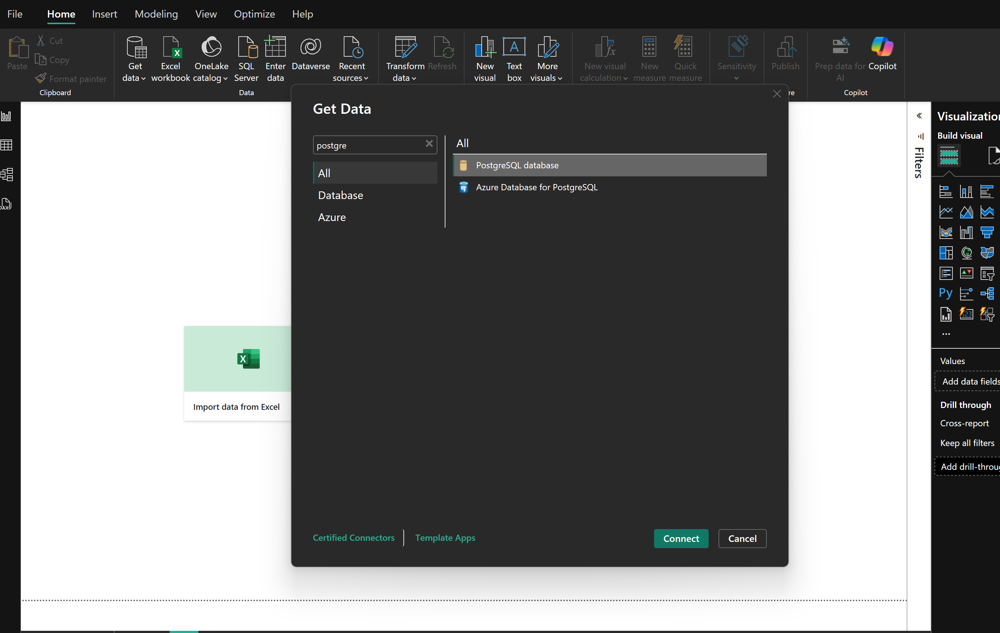 File Home Insert Modeling View Optimize Help
Paste
Cut
Copy
Format painter
Clipboard
Get
data
Excel
workbook
OneLake
catalog
SQL
Server
Enter
data
Dataverse
Recent
sources
Data
Transform
data
Refresh
New
visual
Text
box
More
visuals
New visual
calculation
New
measure
Quick
measure
Sensitivity
Publish
re
Prep data for
AI
Copilot
Copilot
Get Data
postgre
All
Database
Azure
All
PostgreSQL database
Azure Database for PostgreSQL
Certified Connectors
Template Apps
Connect
Cancel
Import data from Excel
Filters
Visualization
Build visual
Py
123
...
Values
Add data fields
Drill through
Cross-report
Keep all filters
Add drill-throug
DAX